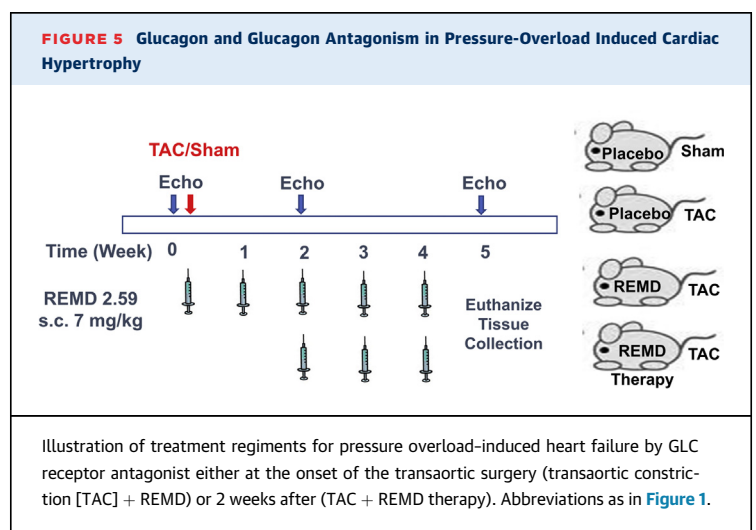 FIGURE 5 Glucagon and Glucagon Antagonism in Pressure-Overload Induced Cardiac
Hypertrophy
TAC/Sham
Echo Echo Echo
Time (Week) 0 1 2 3 4 5
REMD 2.59
s.c. 7 mg/kg
Euthanize
Tissue
Collection
Placebo Sham
Placebo TAC
REMD TAC
REMD TAC
Therapy
Illustration of treatment regiments for pressure overload–induced heart failure by GLC
receptor antagonist either at the onset of the transaortic surgery (transaortic constric-
tion [TAC] + REMD) or 2 weeks after (TAC + REMD therapy). Abbreviations as in Figure 1.